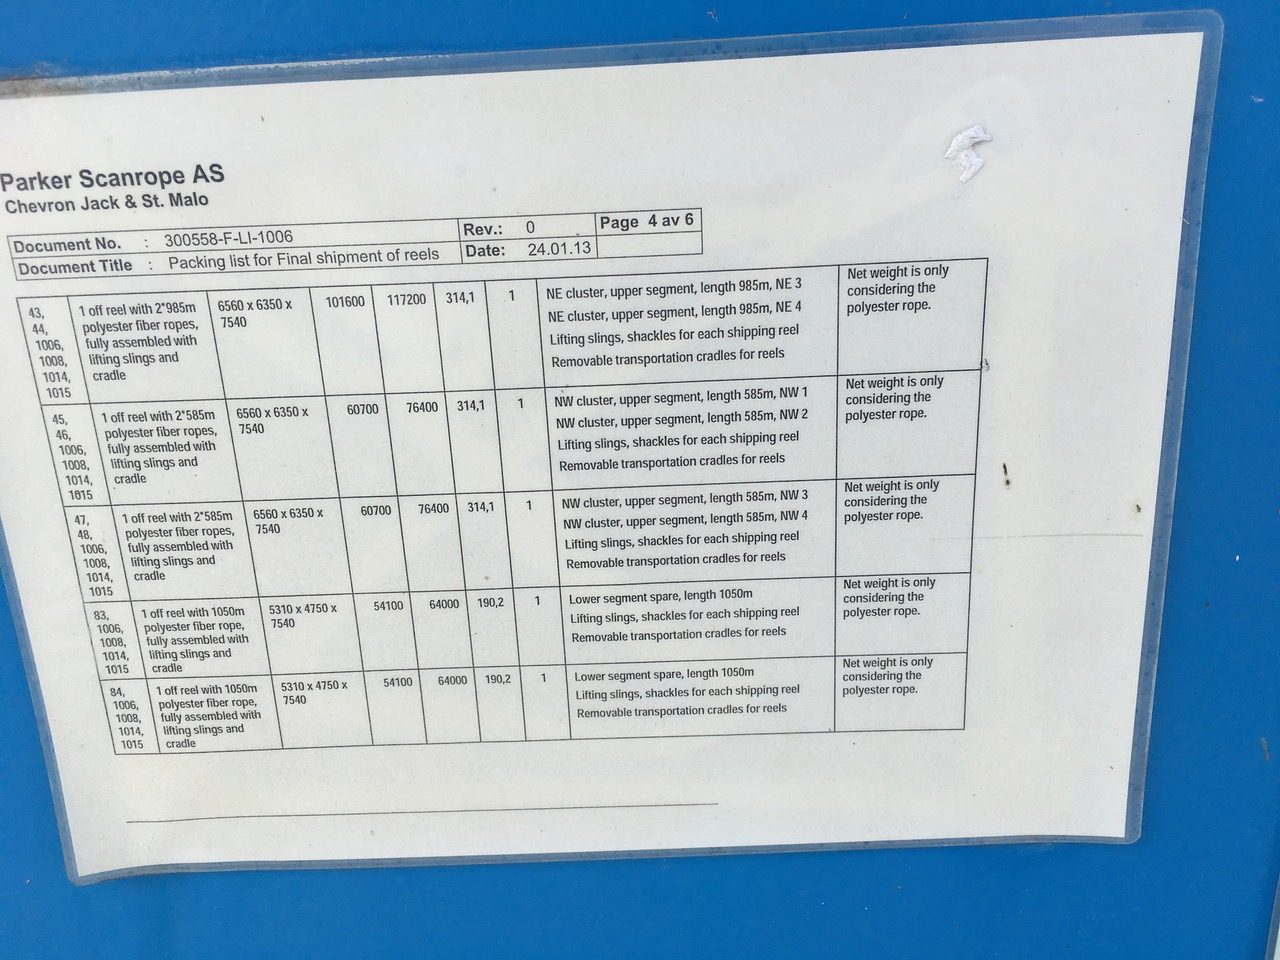 Parker Scanrope AS
Chevron Jack & St. Malo
Document No. : 300558-F-LI-1006 Rev.: 0 Page 4 av 6
Document Title : Packing list for Final shipment of reels Date: 24.01.13
43,
44,
1006,
1008,
1014,
1015
1 off reel with 2*985m
polyester fiber ropes,
fully assembled with
lifting slings and
cradle
6560 x 6350 x
7540
101600
117200
314,1
1
NE cluster, upper segment, length 985m, NE 3
NE cluster, upper segment, length 985m, NE 4
Lifting slings, shackles for each shipping reel
Removable transportation cradles for reels
Net weight is only
considering the
polyester rope.
45,
46,
1006,
1008,
1014,
1015
1 off reel with 2*585m
polyester fiber ropes,
fully assembled with
lifting slings and
cradle
6560 x 6350 x
7540
60700
76400
314,1
1
NW cluster, upper segment, length 585m, NW 1
NW cluster, upper segment, length 585m, NW 2
Lifting slings, shackles for each shipping reel
Removable transportation cradles for reels
Net weight is only
considering the
polyester rope.
47,
48,
1006,
1008,
1014,
1015
1 off reel with 2*585m
polyester fiber ropes,
fully assembled with
lifting slings and
cradle
6560 x 6350 x
7540
60700
76400
314,1
1
NW cluster, upper segment, length 585m, NW 3
NW cluster, upper segment, length 585m, NW 4
Lifting slings, shackles for each shipping reel
Removable transportation cradles for reels
Net weight is only
considering the
polyester rope.
83,
1006,
1008,
1014,
1015
1 off reel with 1050m
polyester fiber rope,
fully assembled with
lifting slings and
cradle
5310 x 4750 x
7540
54100
64000
190,2
1
Lower segment spare, length 1050m
Lifting slings, shackles for each shipping reel
Removable transportation cradles for reels
Net weight is only
considering the
polyester rope.
84,
1006,
1008,
1014,
1015
1 off reel with 1050m
polyester fiber rope,
fully assembled with
lifting slings and
cradle
5310 x 4750 x
7540
54100
64000
190,2
1
Lower segment spare, length 1050m
Lifting slings, shackles for each shipping reel
Removable transportation cradles for reels
Net weight is only
considering the
polyester rope.